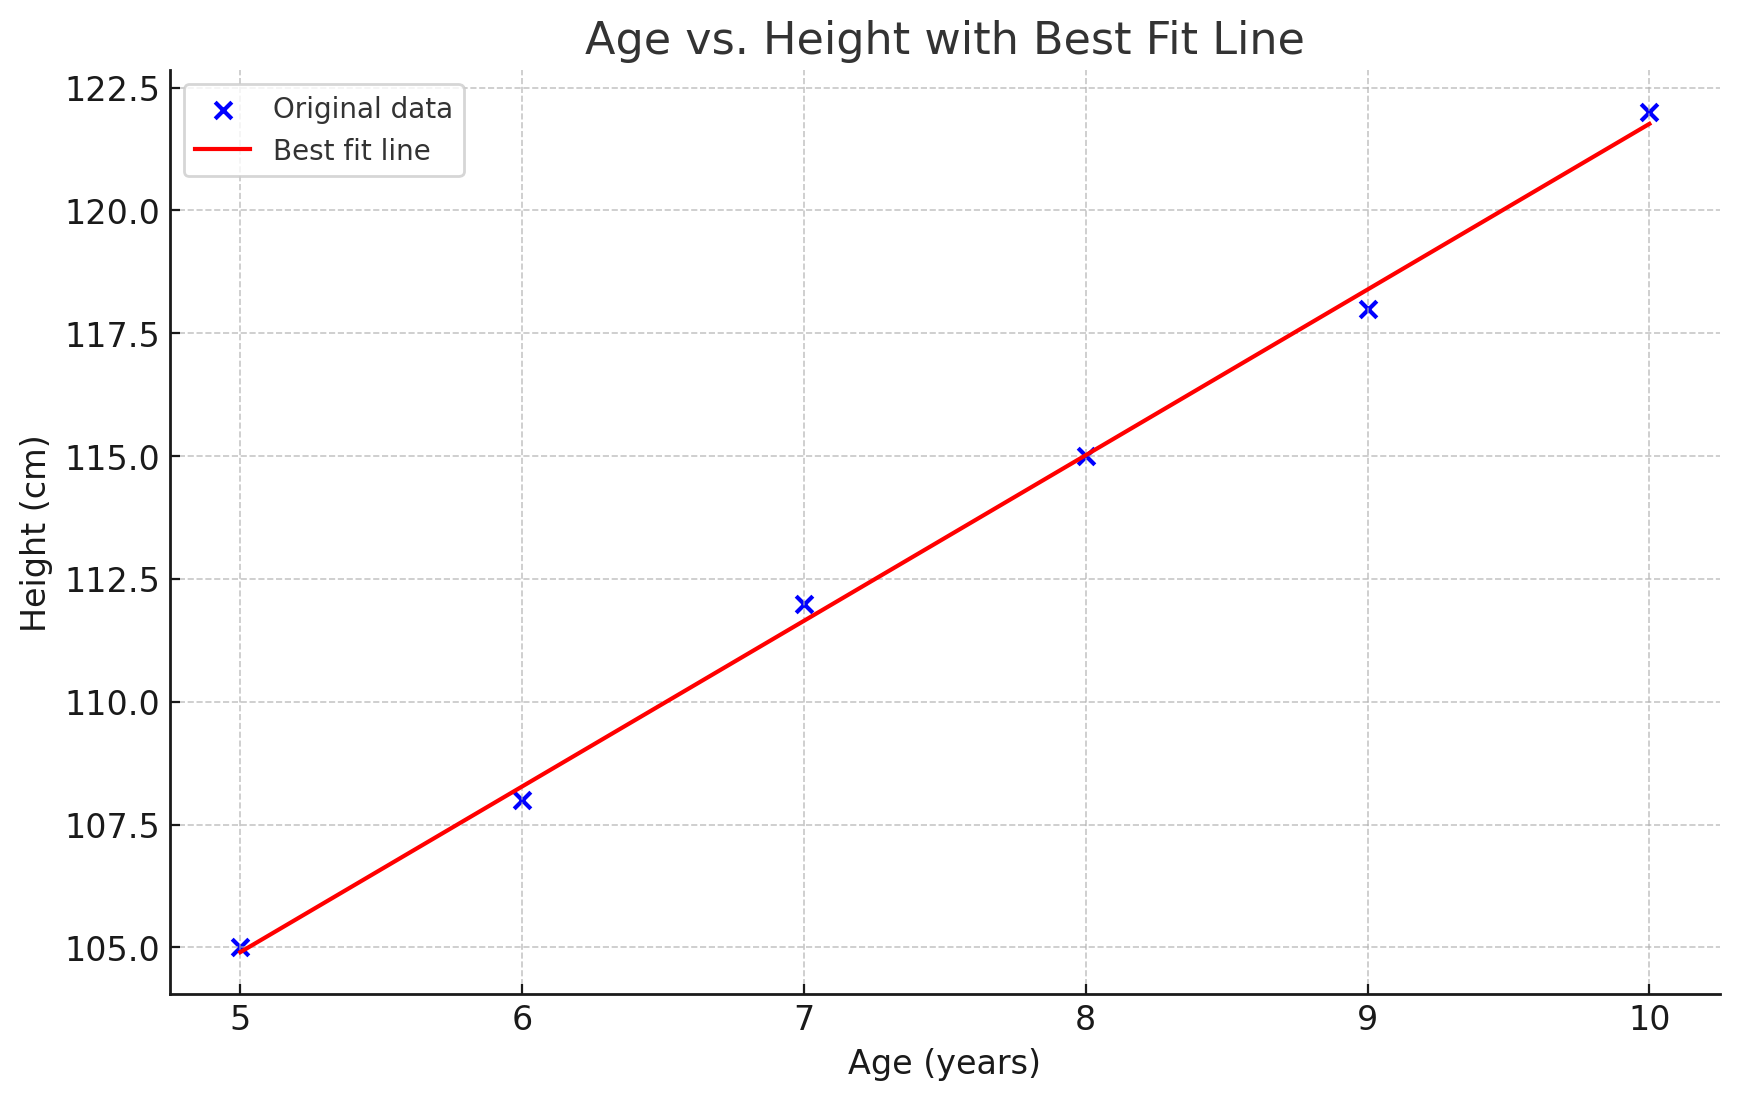 Age vs. Height with Best Fit Line
Original data
Best fit line
122.5
120.0
117.5
115.0
112.5
110.0
107.5
105.0
Height (cm)
5 6 7 8 9 10
Age (years)